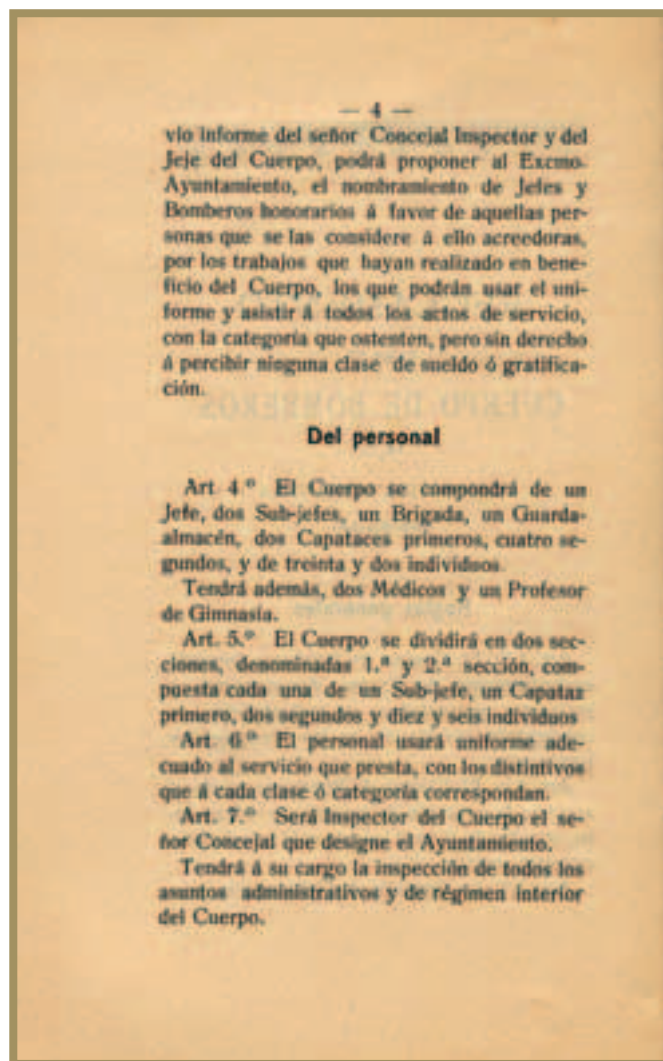 — 4 —
vio informe del señor Concejal Inspector y del
Jeje del Cuerpo, podrá proponer al Excmo.
Ayuntamiento, el nombramiento de Jefes y
Bomberos honorarios á favor de aquellas per-
sonas que se las considere á ello acreedoras,
por los trabajos que hayan realizado en bene-
ficio del Cuerpo, los que podrán usar el uni-
forme y asistir á todos los actos de servicio,
con la categoría que ostenten, pero sin derecho
á percibir ninguna clase de sueldo ó gratifica-
ción.
Del personal
Art 4.º El Cuerpo se compondrá de un
Jefe, dos Sub-jefes, un Brigada, un Guarda-
almacén, dos Capataces primeros, cuatro se-
gundos, y de treinta y dos individuos.
Tendrá además, dos Médicos y un Profesor
de Gimnasia.
Art. 5.º El Cuerpo se dividirá en dos sec-
ciones, denominadas 1.ª y 2.ª sección, com-
puesta cada una de un Sub-jefe, un Capataz
primero, dos segundos y diez y seis individuos
Art. 6.º El personal usará uniforme ade-
cuado al servicio que presta, con los distintivos
que á cada clase ó categoría correspondan.
Art. 7.º Será Inspector del Cuerpo el se-
ñor Concejal que designe el Ayuntamiento.
Tendrá á su cargo la inspección de todos los
asuntos administrativos y de régimen interior
del Cuerpo.